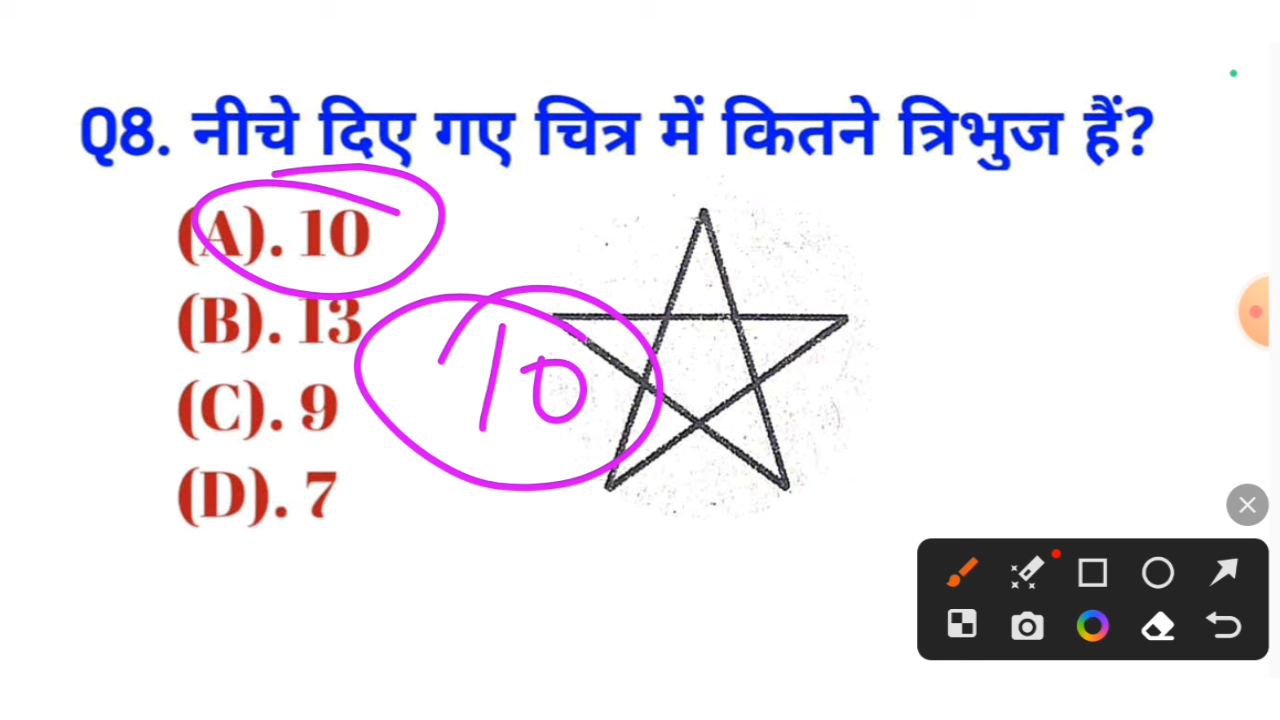 Q8. नीचे दिए गए चित्र में कितने त्रिभुज हैं?
(A). 10
(B). 13
10
(C). 9
(D). 7